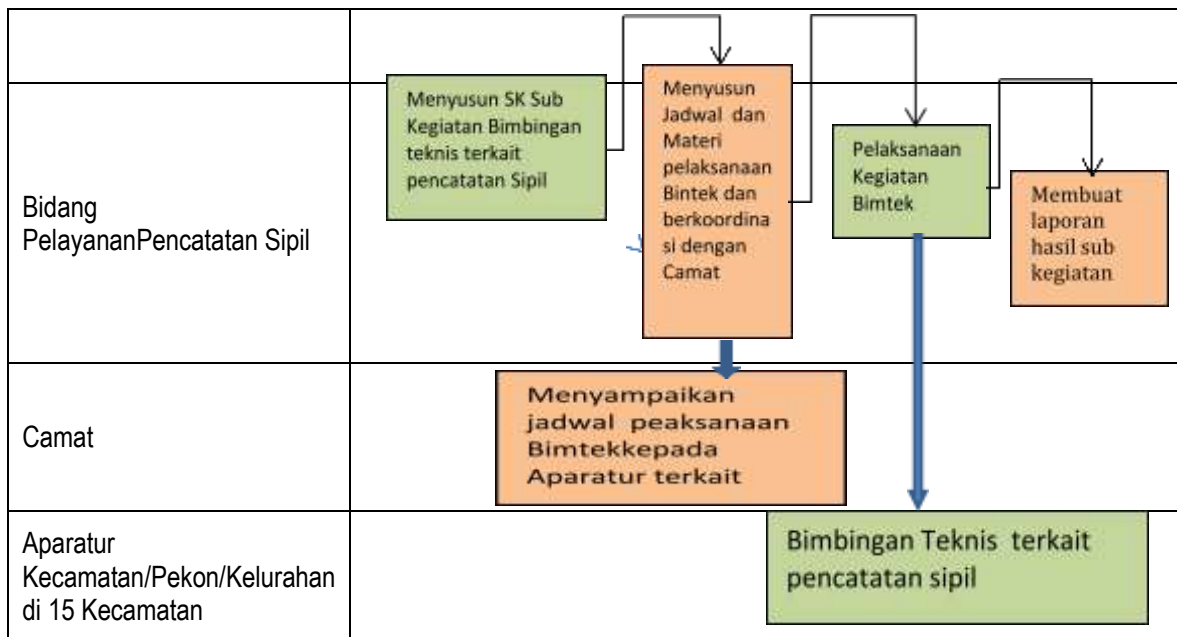 Bidang
PelayananPencatatan Sipil
Menyusun SK Sub
Kegiatan Bimbingan
teknis terkait
pencatatan Sipil
Menyusun
Jadwal dan
Materi
pelaksanaan
Bintek dan
berkoordina
si dengan
Camat
Pelaksanaan
Kegiatan
Bimtek
Membuat
laporan
hasil sub
kegiatan
Camat
Menyampaikan
jadwal peaksanaan
Bimtekkepada
Aparatur terkait
Aparatur
Kecamatan/Pekon/Kelurahan
di 15 Kecamatan
Bimbingan Teknis terkait
pencatatan sipil